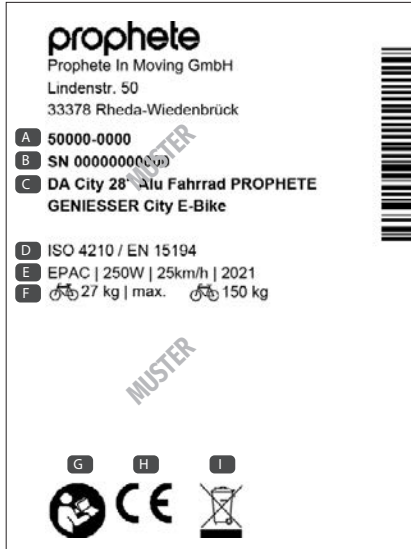 prophete
Prophete In Moving GmbH
Lindenstr. 50
33378 Rheda-Wiedenbrück
A 50000-0000
B SN 00000000000
MUSTER
C DA City 28" Alu Fahrrad PROPHETE
GENIESSER City E-Bike
D ISO 4210 / EN 15194
E EPAC | 250W | 25km/h | 2021
F 27 kg | max. 150 kg
MUSTER
G H I
CE